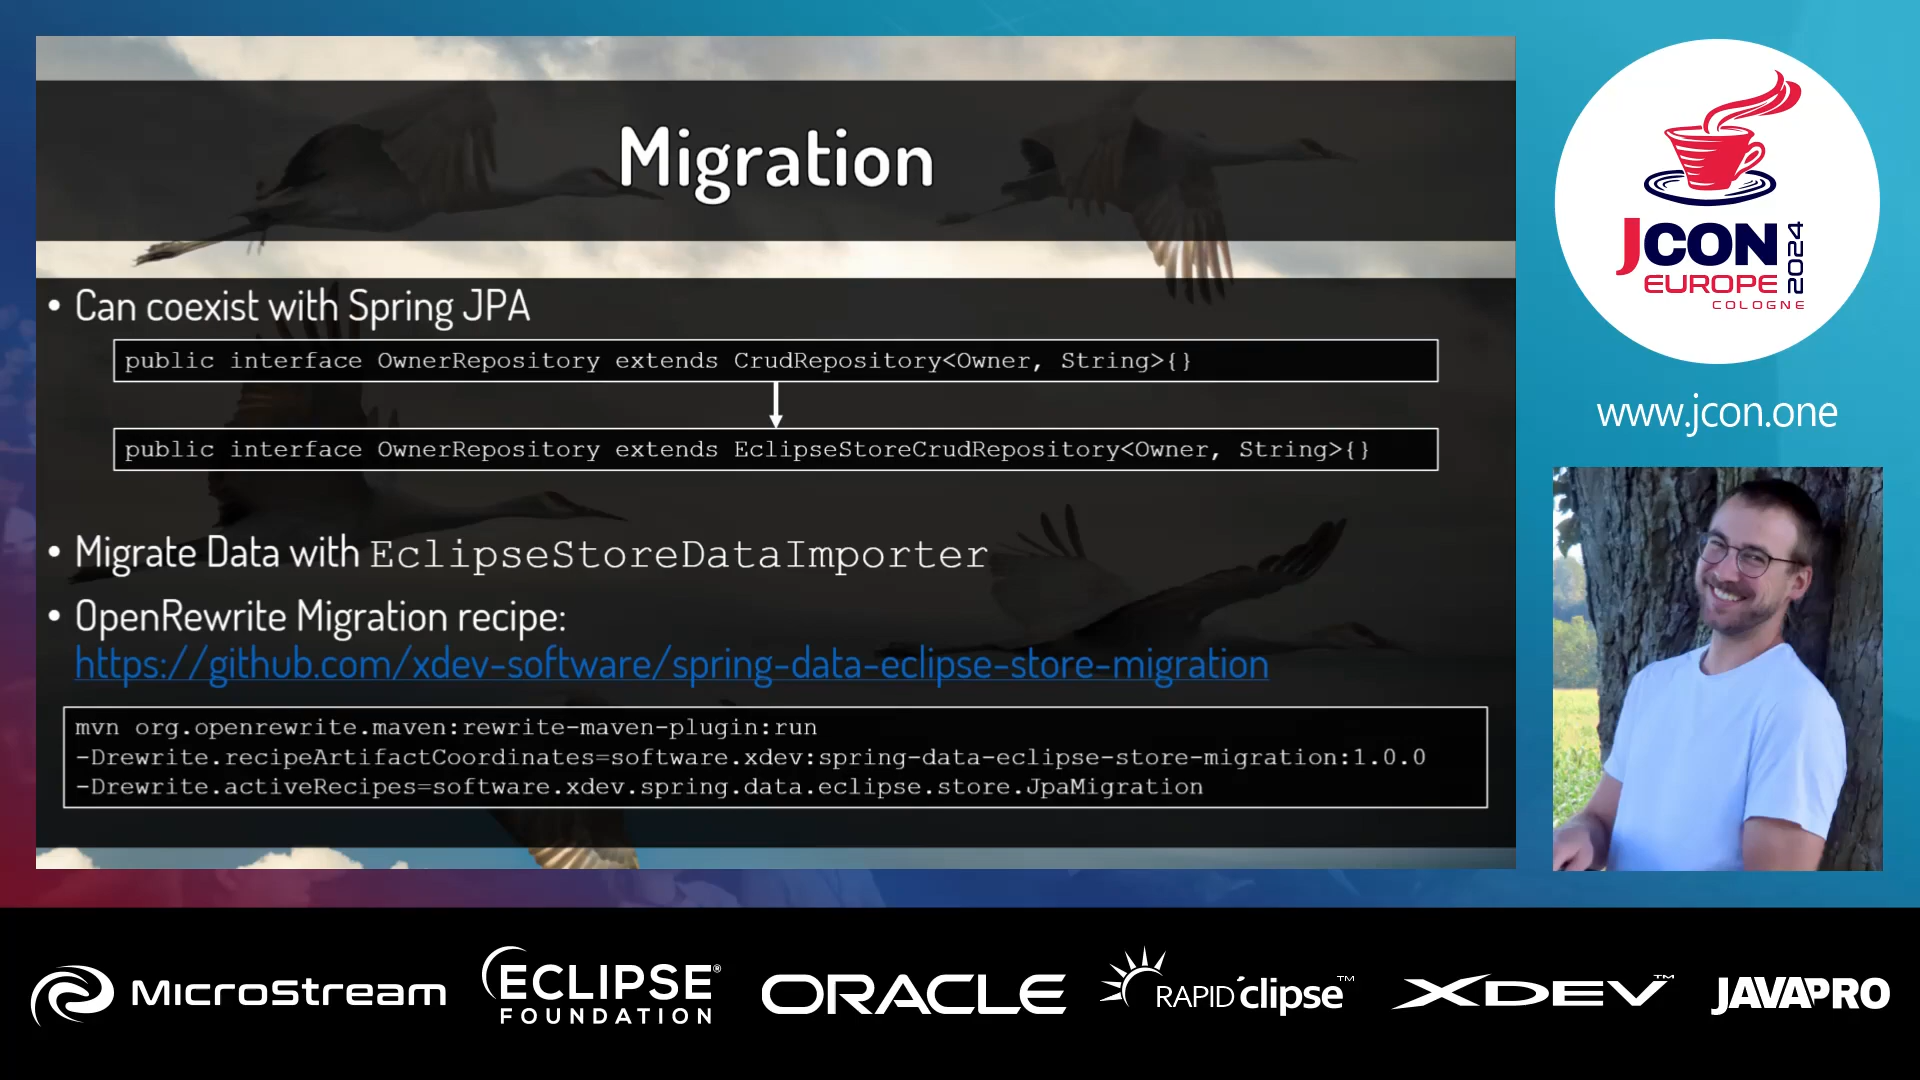 Migration
• Can coexist with Spring JPA
public interface OwnerRepository extends CrudRepository<Owner, String>{}
public interface OwnerRepository extends EclipseStoreCrudRepository<Owner, String>{}
• Migrate Data with EclipseStoreDataImporter
• OpenRewrite Migration recipe:
https://github.com/xdev-software/spring-data-eclipse-store-migration
mvn org.openrewrite.maven:rewrite-maven-plugin:run
-Drewrite.recipeArtifactCoordinates=software.xdev:spring-data-eclipse-store-migration:1.0.0
-Drewrite.activeRecipes=software.xdev.spring.data.eclipse.store.JpaMigration
JCON
EUROPE
2024
COLOGNE
www.jcon.one
MicroStream
ECLIPSE®
FOUNDATION
ORACLE
RAPID'clipse™
XDEV™
JAVAPRO